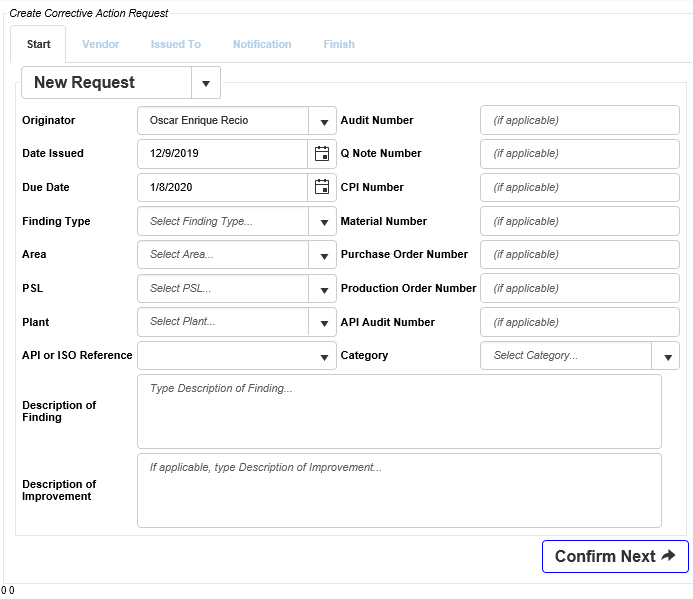 Create Corrective Action Request
Start Vendor Issued To Notification Finish
New Request
Originator Oscar Enrique Recio Audit Number (if applicable)
Date Issued 12/9/2019 Q Note Number (if applicable)
Due Date 1/8/2020 CPI Number (if applicable)
Finding Type Select Finding Type... Material Number (if applicable)
Area Select Area... Purchase Order Number (if applicable)
PSL Select PSL... Production Order Number (if applicable)
Plant Select Plant... API Audit Number (if applicable)
API or ISO Reference Category Select Category...
Description of
Finding
Type Description of Finding...
Description of
Improvement
If applicable, type Description of Improvement...
Confirm Next
0 0